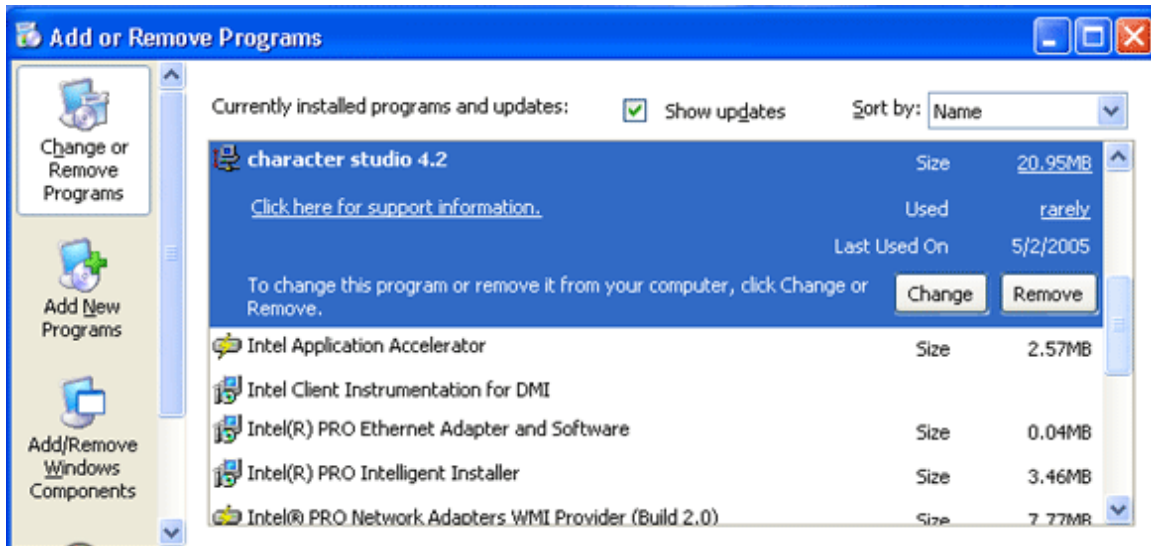 Add or Remove Programs
Change or
Remove
Programs
Add New
Programs
Add/Remove
Windows
Components
Currently installed programs and updates:
Show updates
Sort by: Name
character studio 4.2 Size 20.95MB
Click here for support information. Used rarely
Last Used On 5/2/2005
To change this program or remove it from your computer, click Change or
Remove.
Change Remove
Intel Application Accelerator Size 2.57MB
Intel Client Instrumentation for DMI
Intel(R) PRO Ethernet Adapter and Software Size 0.04MB
Intel(R) PRO Intelligent Installer Size 3.46MB
Intel® PRO Network Adapters WMI Provider (Build 2.0) Size 7.77MB